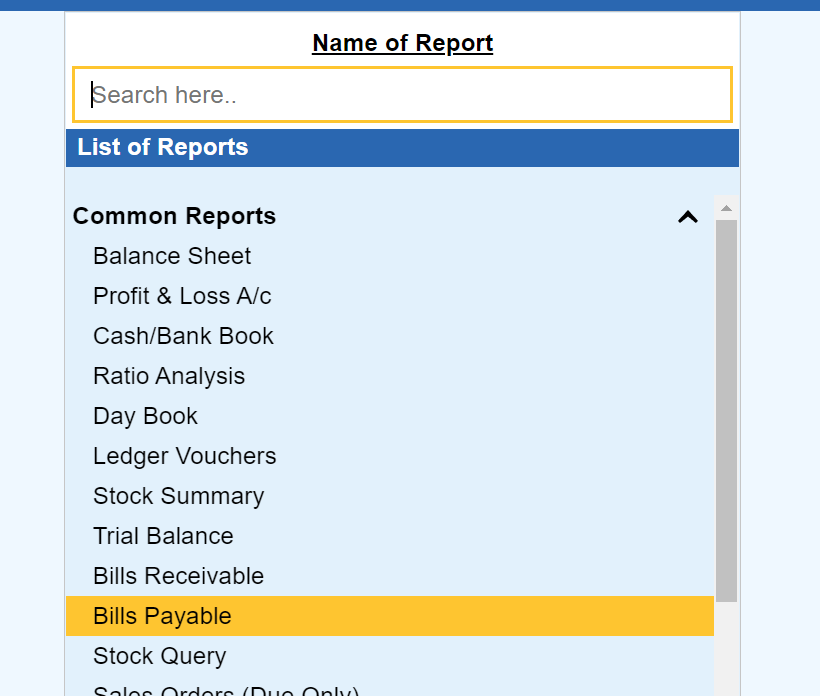 Name of Report
Search here..
List of Reports
Common Reports
Balance Sheet
Profit & Loss A/c
Cash/Bank Book
Ratio Analysis
Day Book
Ledger Vouchers
Stock Summary
Trial Balance
Bills Receivable
Bills Payable
Stock Query
Sales Orders (Due Only)